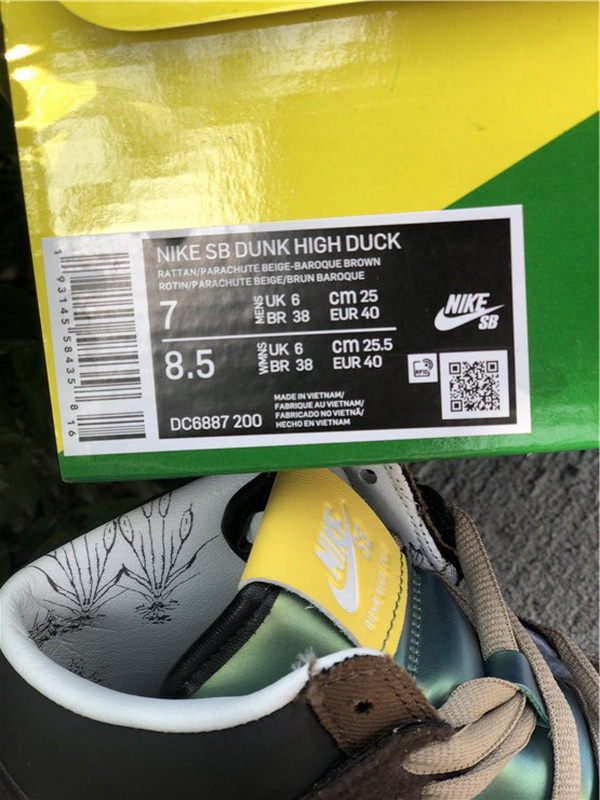 NIKE SB DUNK HIGH DUCK
RATTAN/PARACHUTE BEIGE-BAROQUE BROWN
ROTIN/PARACHUTE BEIGE/BRUN BAROQUE
7 MENS UK 6 cm 25
BR 38 EUR 40
8.5 WMNS UK 6 cm 25.5
BR 38 EUR 40
NIKE
SB
MADE IN VIETNAM/
FABRIQUE AU VIETNAM/
FABRICADO NO VIETNÃ/
HECHO EN VIETNAM
DC6887 200
1 93145 58435 8 16
NIKE
SB